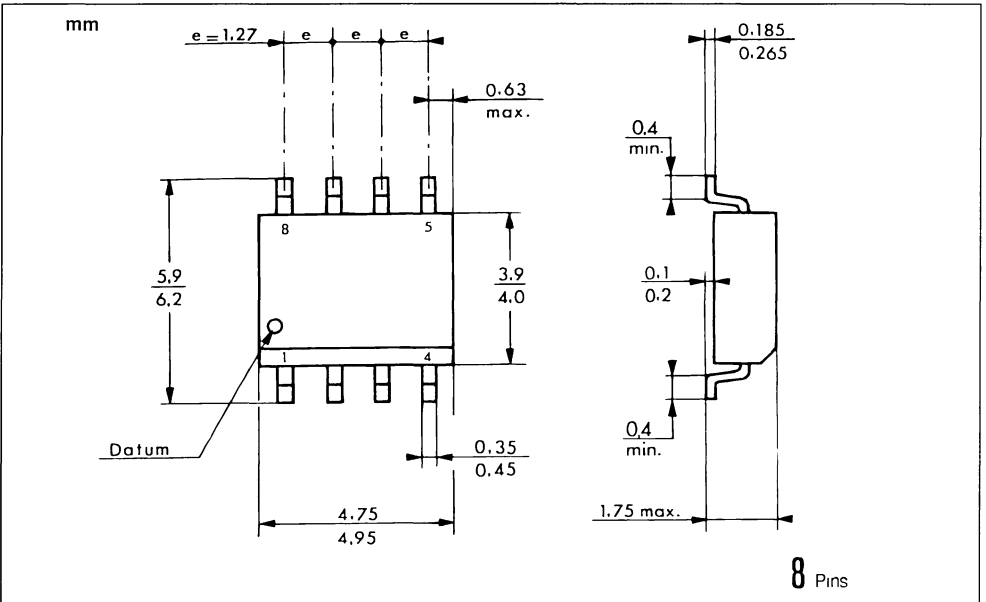 mm
e = 1.27 e e e
0.63
max.
0.185
0.265
0,4
min.
8 5
5,9
6,2
3.9
4.0
0.1
0.2
1 4
Datum
0,35
0.45
0,4
min.
4.75
4,95
1.75 max.
8 Pins